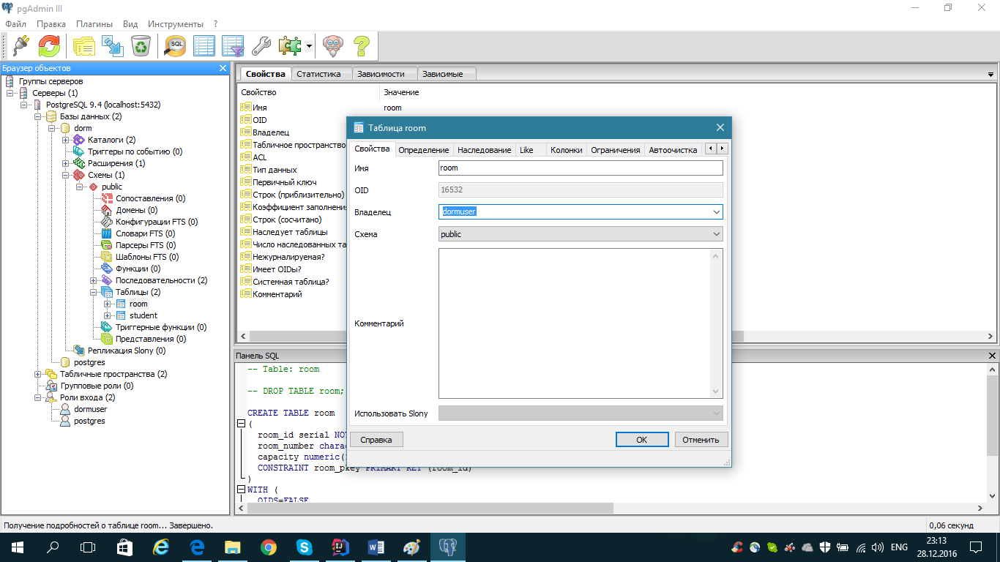 pgAdmin III
Файл Правка Плагины Вид Инструменты ?
SQL
Браузер объектов
Группы серверов
Серверы (1)
PostgreSQL 9.4 (localhost:5432)
Базы данных (2)
dorm
Каталоги (2)
Триггеры по событию (0)
Расширения (1)
Схемы (1)
public
Сопоставления (0)
Домены (0)
Конфигурации FTS (0)
Словари FTS (0)
Парсеры FTS (0)
Шаблоны FTS (0)
Функции (0)
Последовательности (2)
Таблицы (2)
room
student
Триггерные функции (0)
Представления (0)
Репликация Slony (0)
postgres
Табличные пространства (2)
Групповые роли (0)
Роли входа (2)
dormuser
postgres
Свойства Статистика Зависимости Зависимые
Свойство Значение
Имя room
OID
Владелец
Табличное пространство
ACL
Тип данных
Первичный ключ
Строк (приблизительно)
Коэффициент заполнени
Строк (сосчитано)
Наследует таблицы
Число наследованных та
Нежурналируемая?
Имеет OIDы?
Системная таблица?
Комментарий
Таблица room
Свойства Определение Наследование Like Колонки Ограничения Автоочистка
Имя room
OID 16532
Владелец dormuser
Схема public
Комментарий
Использовать Slony
Справка OK Отменить
Панель SQL
-- Table: room
-- DROP TABLE room;
CREATE TABLE room
(
room_id serial NO
room_number chara
capacity numeric(
CONSTRAINT room_pkey PRIMARY KEY (room_id)
)
WITH (
OIDS=FALSE
Получение подробностей о таблице room... Завершено. 0,06 секунд
ENG 23:13
28.12.2016